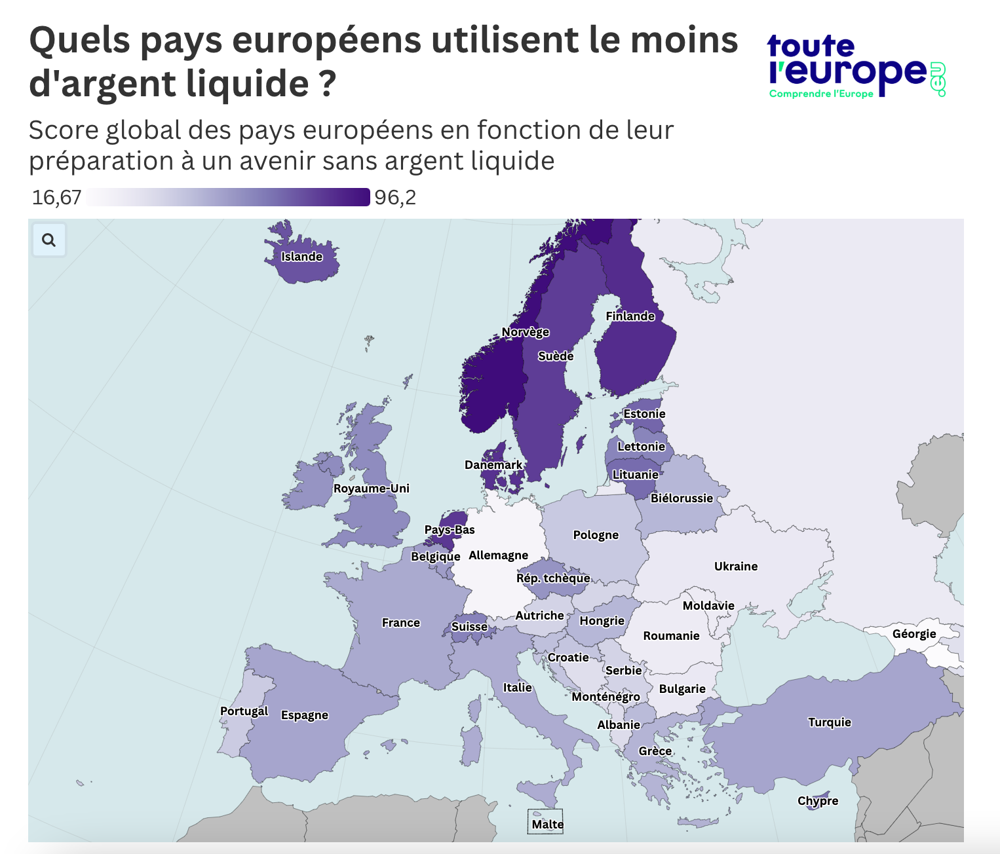 Quels pays européens utilisent le moins
d'argent liquide ?
toute
l'europe
.eu
Comprendre l'Europe
Score global des pays européens en fonction de leur
préparation à un avenir sans argent liquide
16,67
96,2
Islande
Finlande
Norvège
Suède
Estonie
Lettonie
Danemark
Lituanie
Royaume-Uni
Biélorussie
Pays-Bas
Pologne
Belgique
Allemagne
Ukraine
Rép. tchèque
Moldavie
Autriche
Hongrie
France
Suisse
Géorgie
Roumanie
Croatie
Serbie
Italie
Bulgarie
Monténégro
Portugal
Espagne
Turquie
Albanie
Grèce
Chypre
Malte